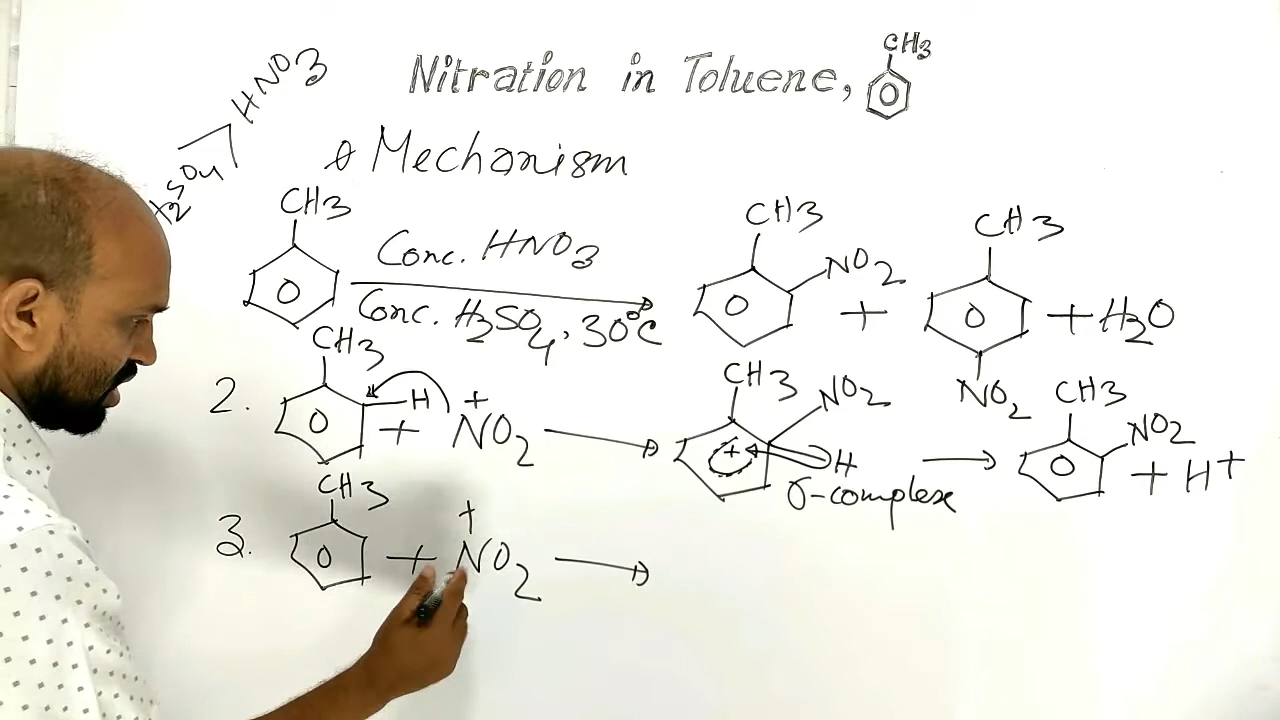 Nitration in Toluene, CH3
HNO3
H2SO4
* Mechanism
CH3 Conc. HNO3 CH3 NO2 + CH3 NO2 + H2O
Conc. H2SO4, 30°C
2. CH3 H + +NO2 → CH3 NO2 + H → CH3 NO2 + H+
σ-complex
3. CH3 + +NO2 →